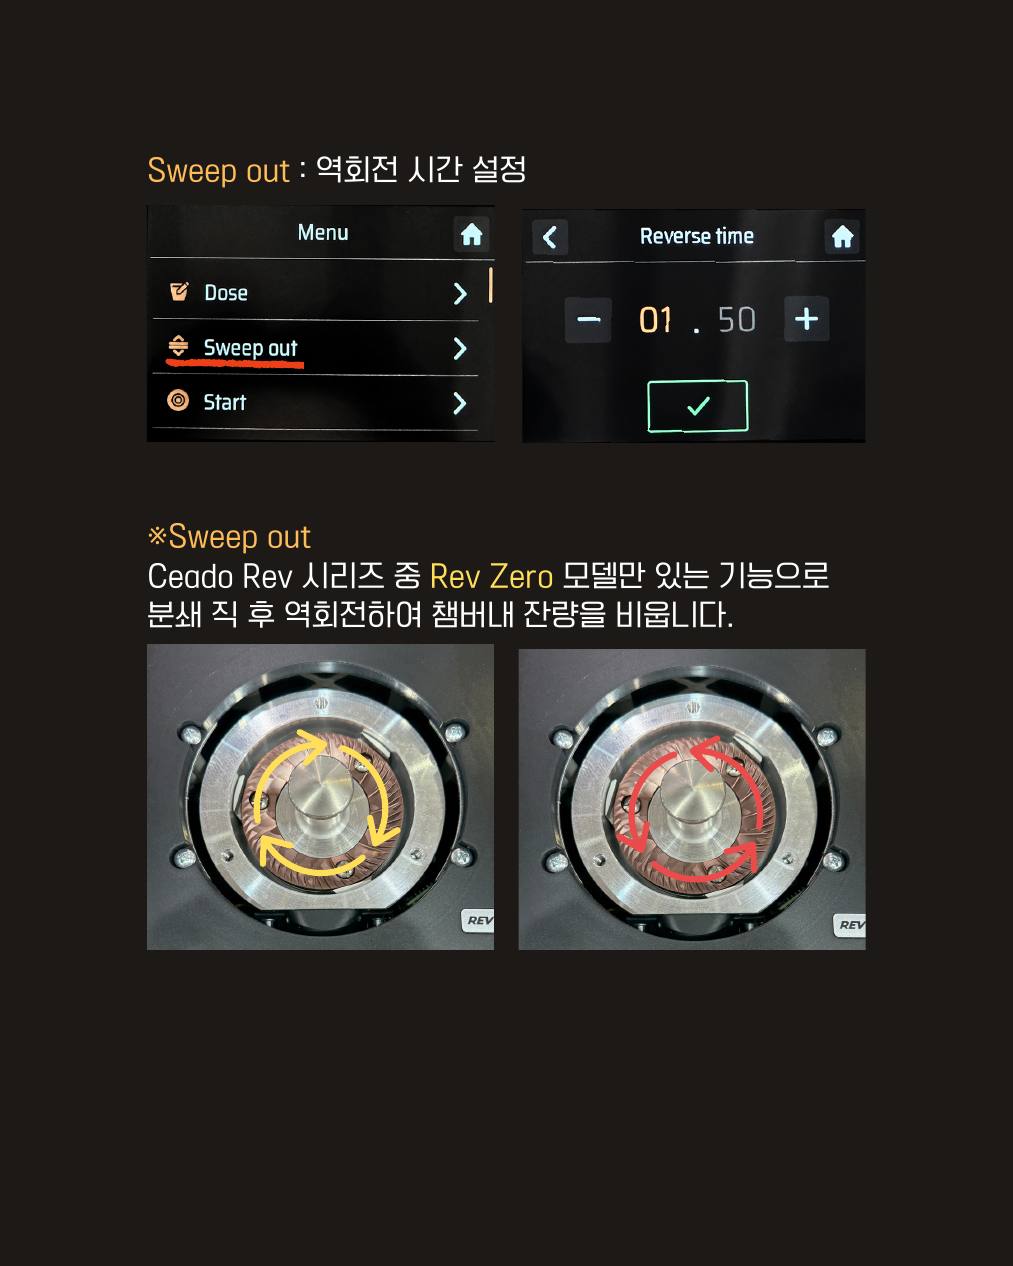 Sweep out : 역회전 시간 설정
Menu
Dose
Sweep out
Start
Reverse time
01 . 50
※Sweep out
Ceado Rev 시리즈 중 Rev Zero 모델만 있는 기능으로
분쇄 직 후 역회전하여 챔버내 잔량을 비웁니다.
REV
REV